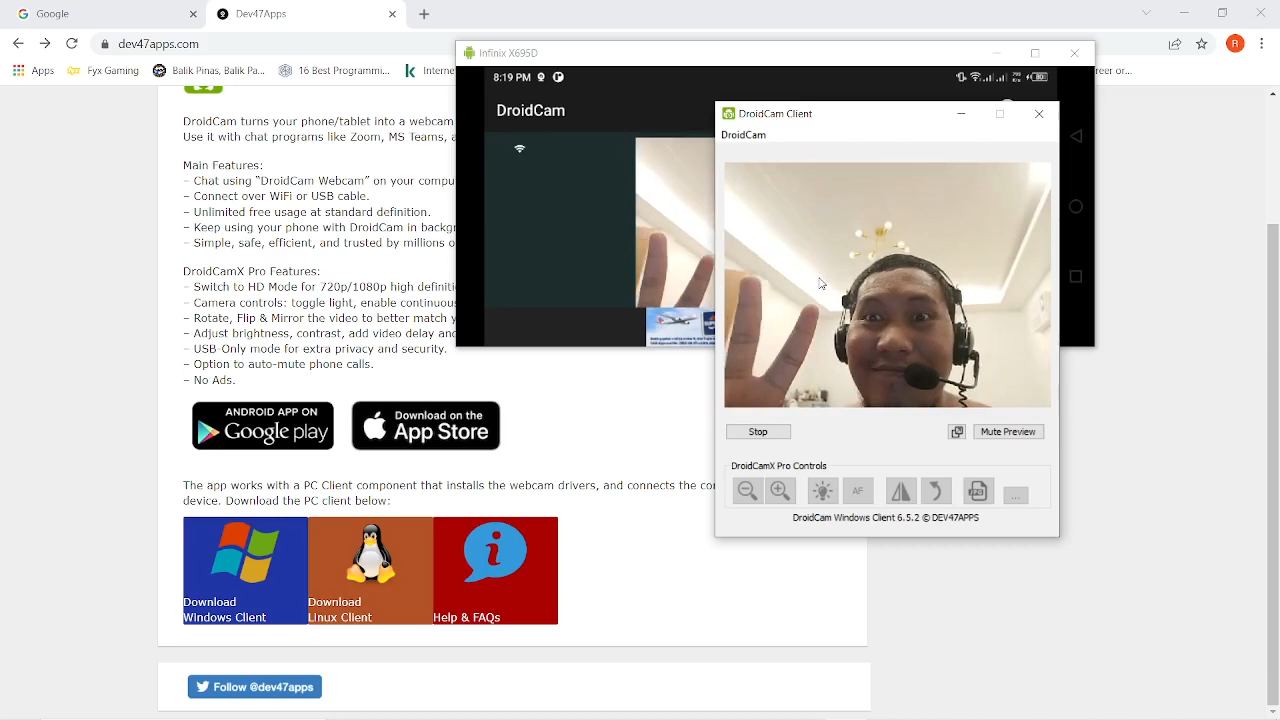 Google
Dev47Apps
dev47apps.com
R
Apps
Fyx Gaming
Balik Pinas, Balik...
16 Best Programmi...
Intern
eer or...
Infinix X695D
8:19 PM
DroidCam
DroidCam Client
DroidCam
DroidCam turns your phone/tablet into a webcam
Use it with chat programs like Zoom, MS Teams, a
Main Features:
– Chat using "DroidCam Webcam" on your compu
– Connect over WiFi or USB cable.
– Unlimited usage at standard definition.
– Keep using your phone with DroidCam in backg
– Simple, safe, efficient, and trusted by millions o
DroidCamX Pro Features:
– Switch to HD Mode for 720p/1080p high definition
– Camera controls: toggle light, enable continuous
– Rotate, Flip & Mirror the video to better match y
– Adjust brightness, contrast, add video delay, and
– USB-Only mode for extra privacy and security.
– Option to auto-mute phone calls.
– No Ads.
ANDROID APP ON
Google play
Download on the
App Store
Stop
Mute Preview
DroidCamX Pro Controls
AF
JPG
...
DroidCam Windows Client 6.5.2 © DEV47APPS
The app works with a PC Client component that installs the webcam drivers, and connects the co
device. Download the PC client below:
Download
Windows Client
Download
Linux Client
Help & FAQs
Follow @dev47apps